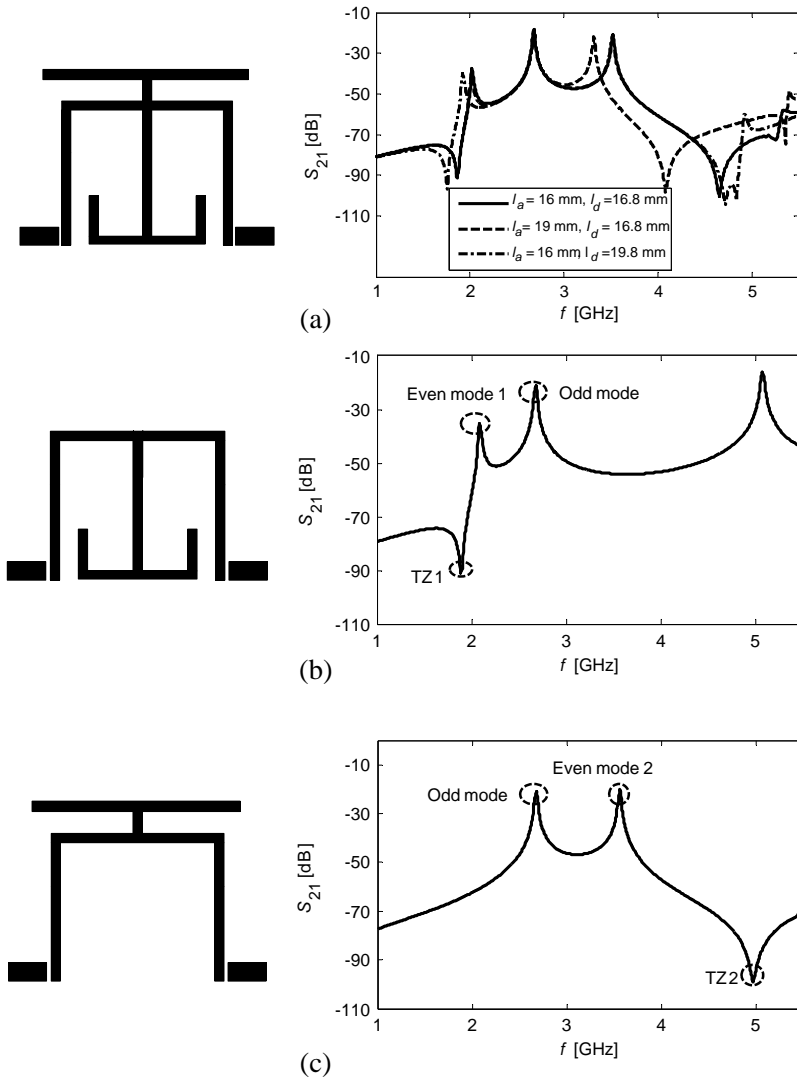 -10
-30
-50
-70
-90
-110
S21 [dB]
la = 16 mm, ld =16.8 mm
la = 19 mm, ld =16.8 mm
la = 16 mm, ld =19.8 mm
1 2 3 4 5
f [GHz]
(a)
-10
-30
-50
-70
-90
-110
S21 [dB]
Even mode 1
Odd mode
TZ1
1 2 3 4 5
f [GHz]
(b)
-10
-30
-50
-70
-90
-110
S21 [dB]
Even mode 2
Odd mode
TZ2
1 2 3 4 5
f [GHz]
(c)